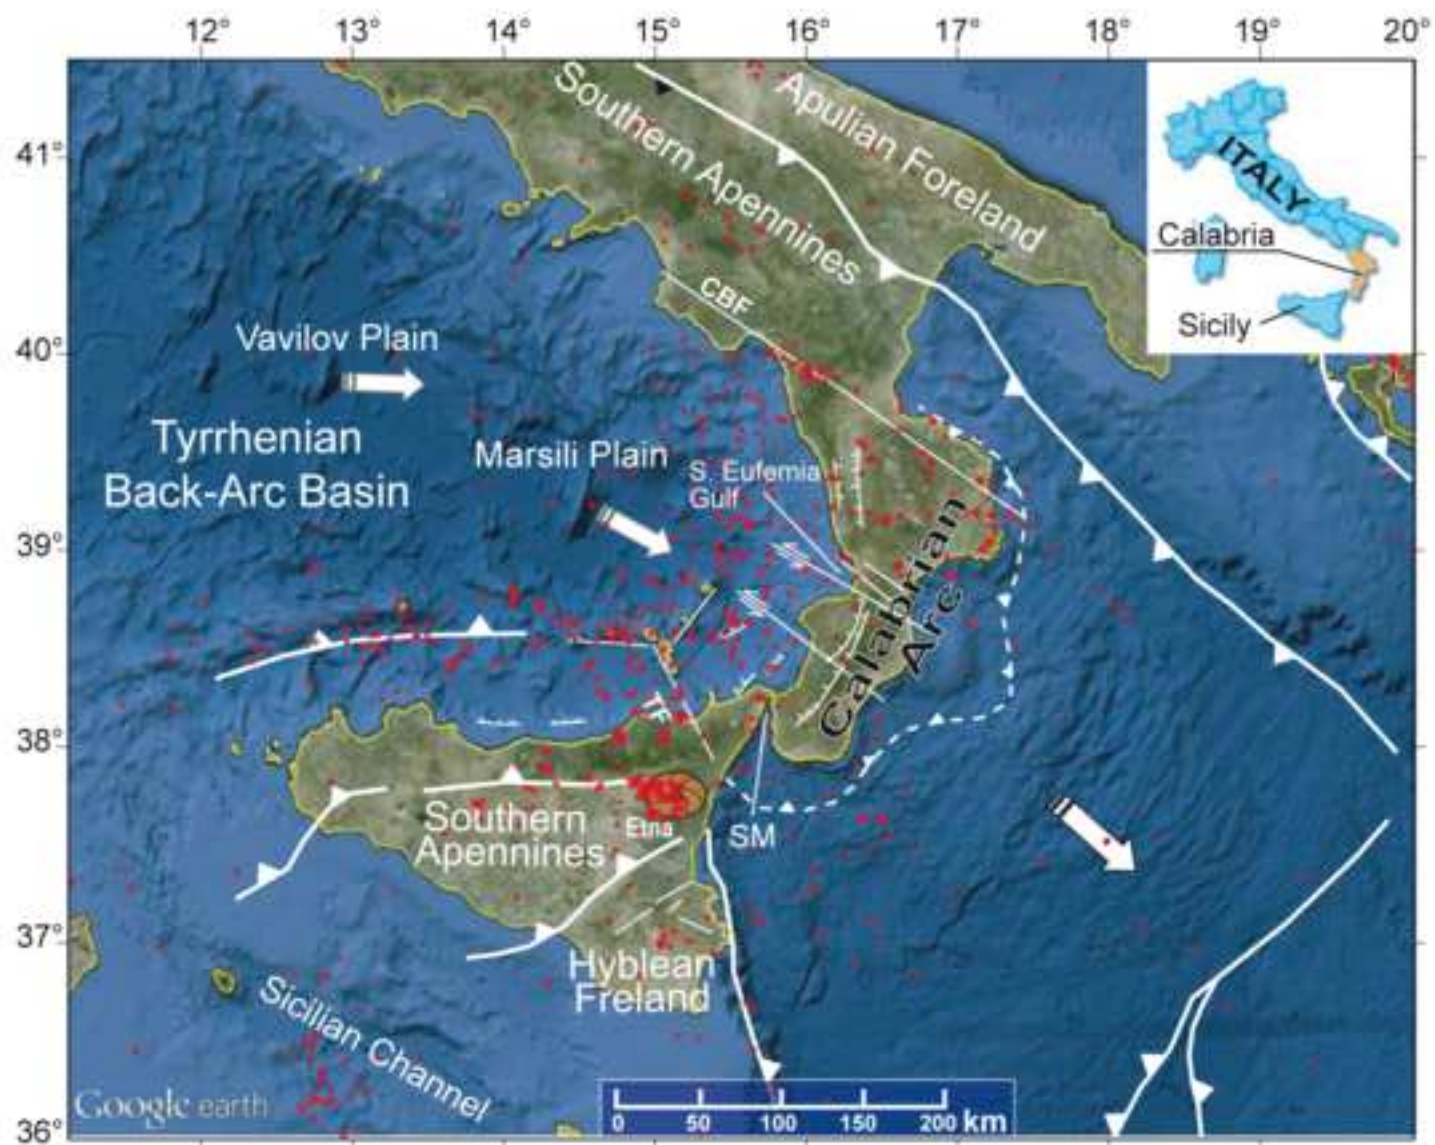 12° 13° 14° 15° 16° 17° 18° 19° 20°
41°
40°
39°
38°
37°
36°
Southern Apennines
Apulian Foreland
ITALY
Calabria
Sicily
CBF
Vavilov Plain
Tyrrhenian
Back-Arc Basin
Marsili Plain
S. Eufemia
Gulf
Calabrian
Arc
TF
Southern
Apennines
Etna
SM
Hyblean
Freland
Sicilian Channel
Google earth
0 50 100 150 200 km